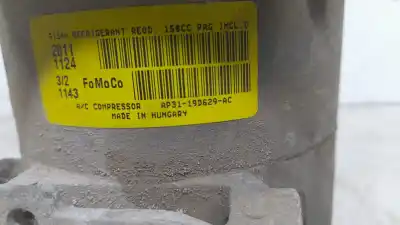 R134A REFRIGERANT REQD. 150CC PAG INCL.D
2011
1124
3/2 FoMoCo
1143
A/C COMPRESSOR AP31-19D629-AC
MADE IN HUNGARY